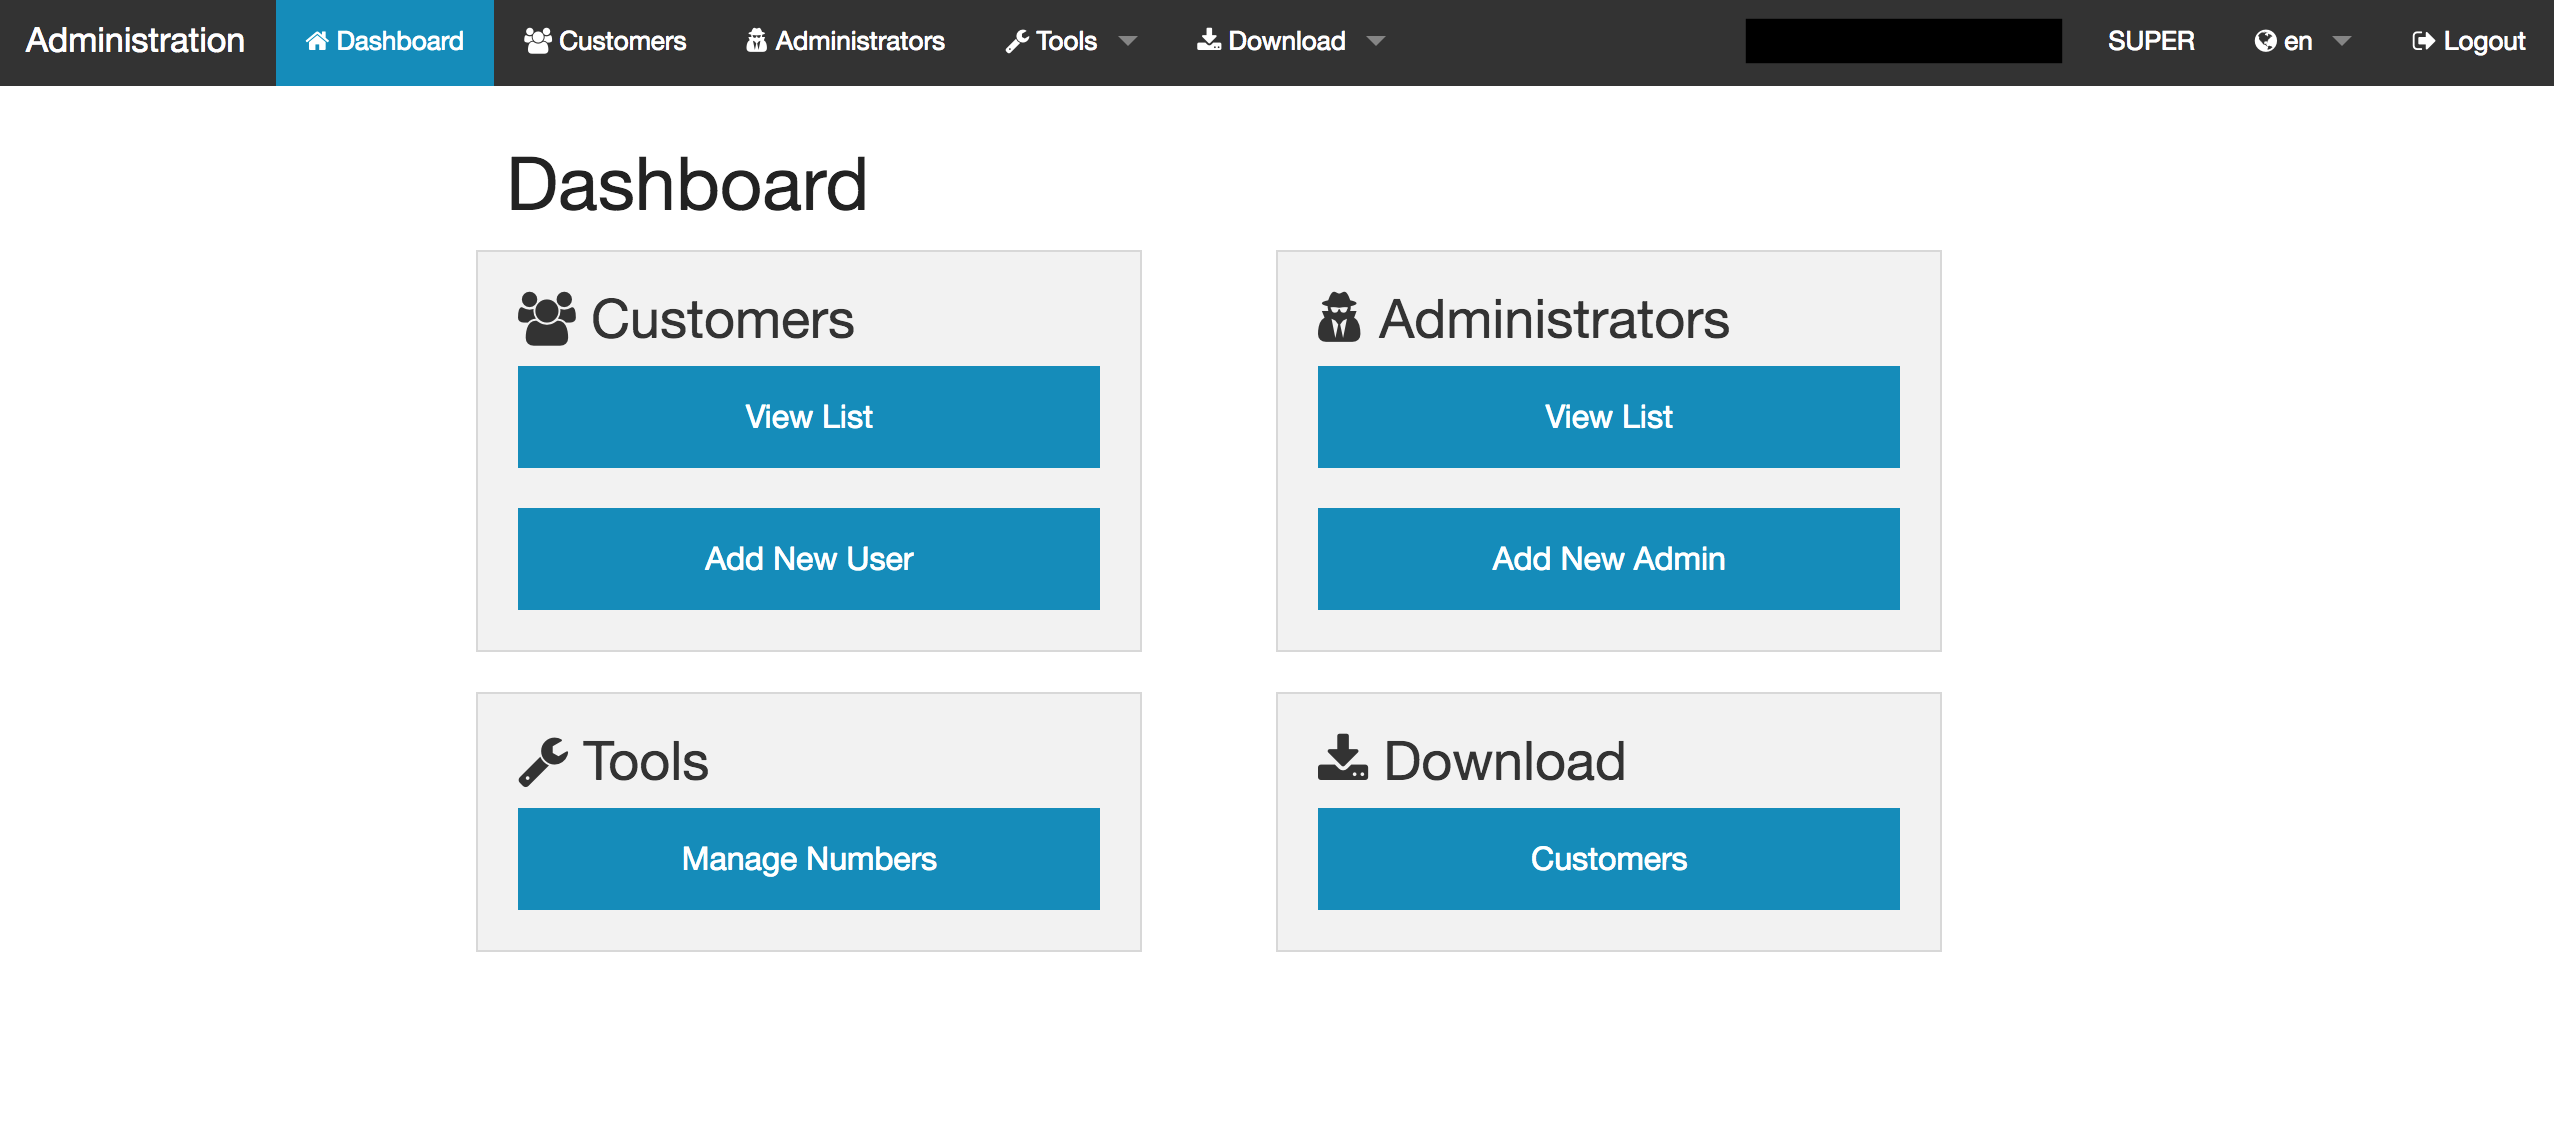 Administration Dashboard Customers Administrators Tools Download SUPER en Logout
Dashboard
Customers
View List
Add New User
Administrators
View List
Add New Admin
Tools
Manage Numbers
Download
Customers